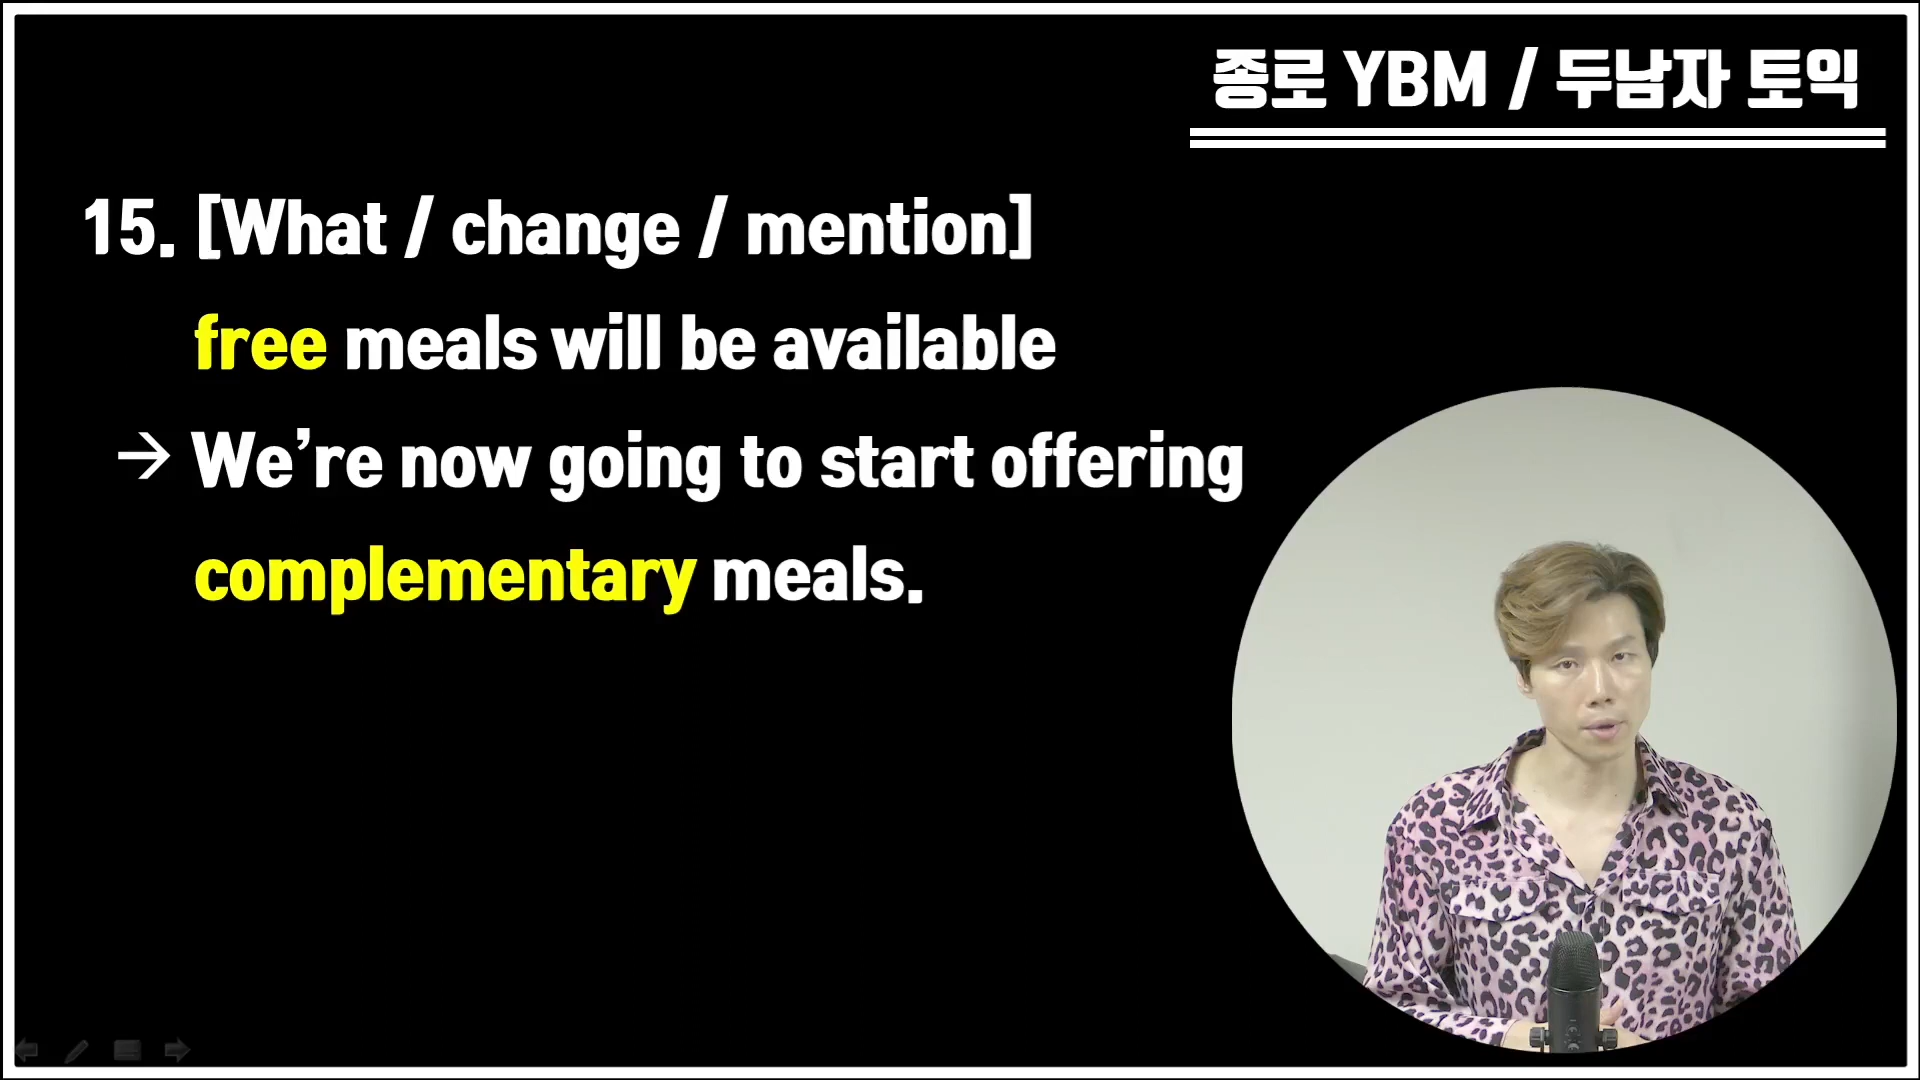 종로 YBM / 두남자 토익
15. [What / change / mention]
free meals will be available
→ We’re now going to start offering
complementary meals.